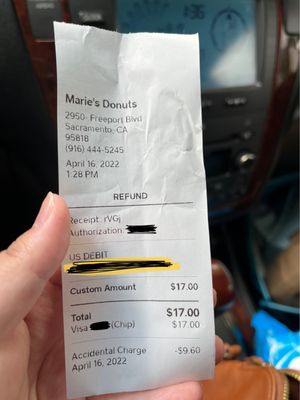 Marie's Donuts
2950 Freeport Blvd
Sacramento, CA
95818
(916) 444-5245
April 16, 2022
1:28 PM
REFUND
Receipt: rVGj
Authorization:
US DEBIT
Custom Amount $17.00
Total $17.00
Visa (Chip) $17.00
Accidental Charge -$9.60
April 16, 2022